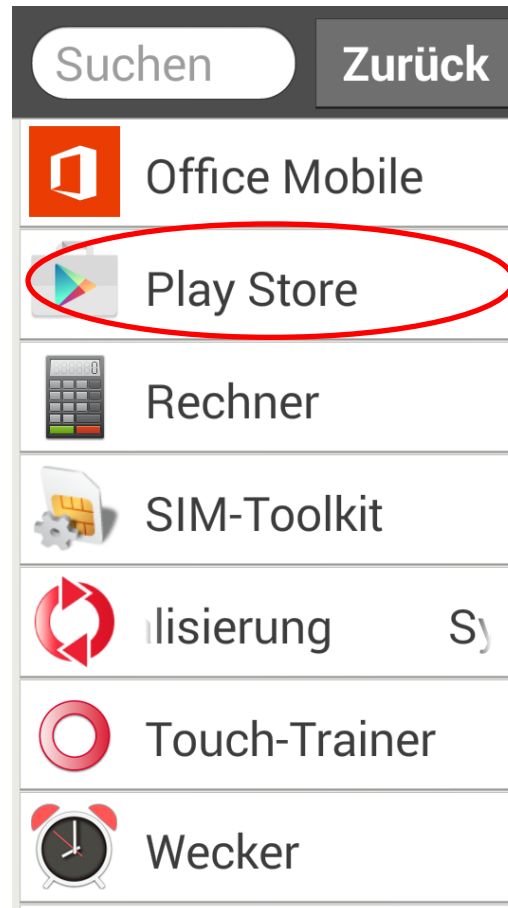 Suchen
Zurück
Office Mobile
Play Store
Rechner
SIM-Toolkit
lisierung Sy
Touch-Trainer
Wecker